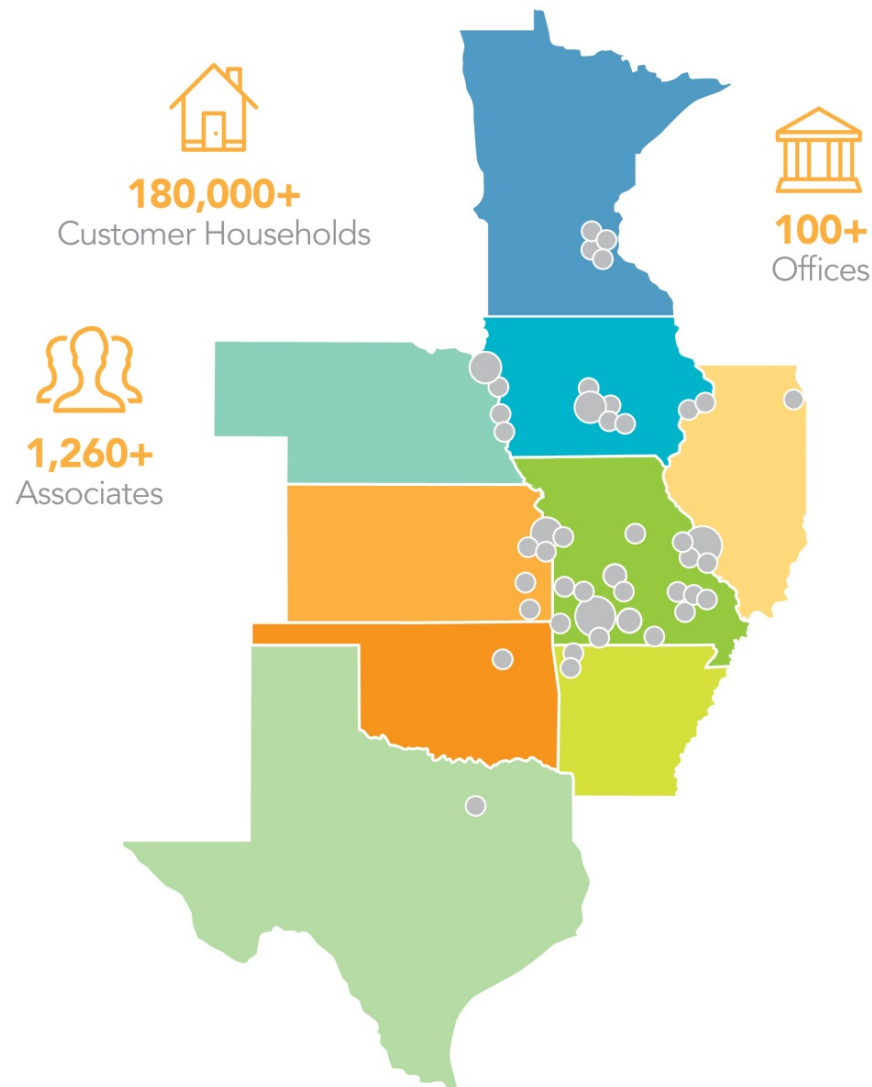 180,000+
Customer Households
100+
Offices
1,260+
Associates